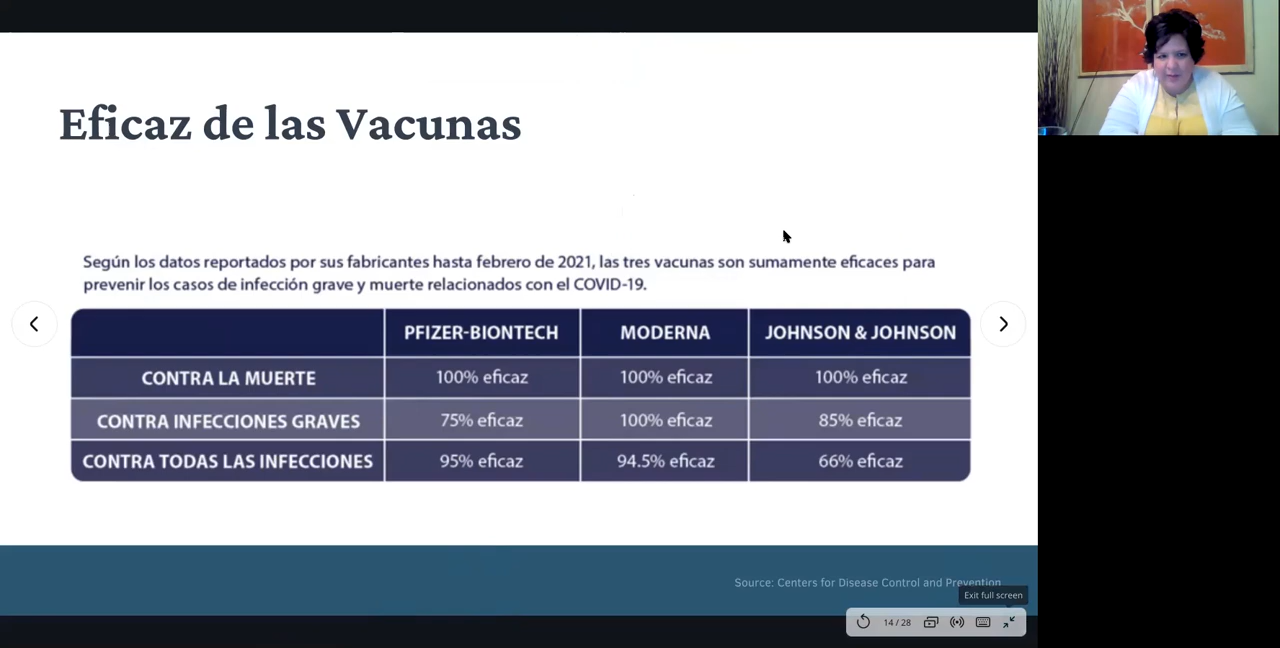 Eficaz de las Vacunas
Según los datos reportados por sus fabricantes hasta febrero de 2021, las tres vacunas son sumamente eficaces para
prevenir los casos de infección grave y muerte relacionados con el COVID-19.
PFIZER-BIONTECH MODERNA JOHNSON & JOHNSON
CONTRA LA MUERTE 100% eficaz 100% eficaz 100% eficaz
CONTRA INFECCIONES GRAVES 75% eficaz 100% eficaz 85% eficaz
CONTRA TODAS LAS INFECCIONES 95% eficaz 94.5% eficaz 66% eficaz
Source: Centers for Disease Control and Prevention
Exit full screen
14 / 28